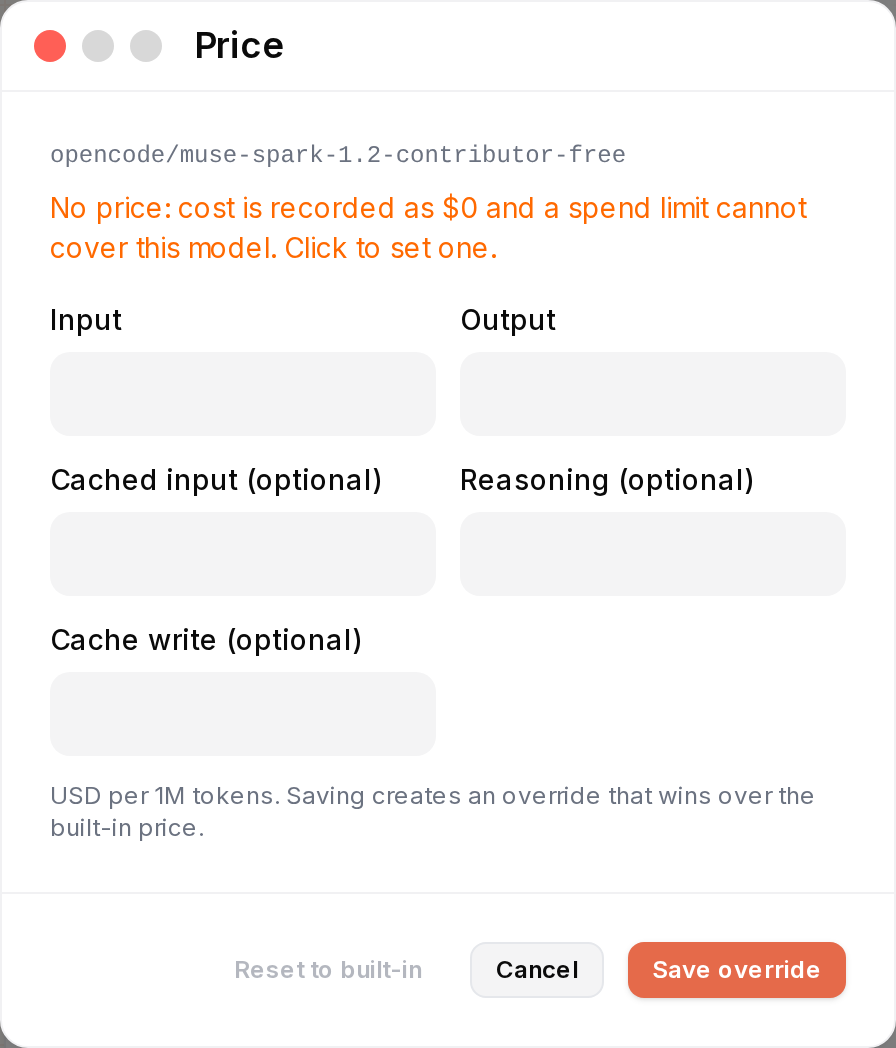 Price
opencode/muse-spark-1.2-contributor-free
No price: cost is recorded as $0 and a spend limit cannot
cover this model. Click to set one.
Input
Output
Cached input (optional)
Reasoning (optional)
Cache write (optional)
USD per 1M tokens. Saving creates an override that wins over the
built-in price.
Reset to built-in
Cancel
Save override